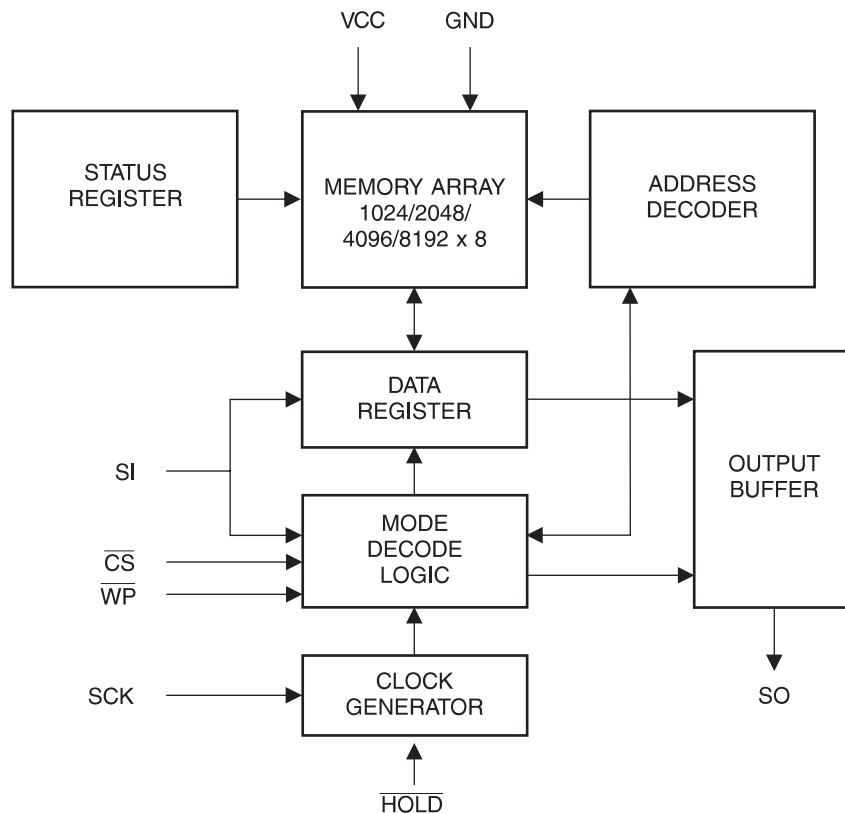 VCC
GND
STATUS
REGISTER
MEMORY ARRAY
1024/2048/
4096/8192 x 8
ADDRESS
DECODER
DATA
REGISTER
SI
OUTPUT
BUFFER
MODE
DECODE
LOGIC
CS
WP
SCK
CLOCK
GENERATOR
SO
HOLD